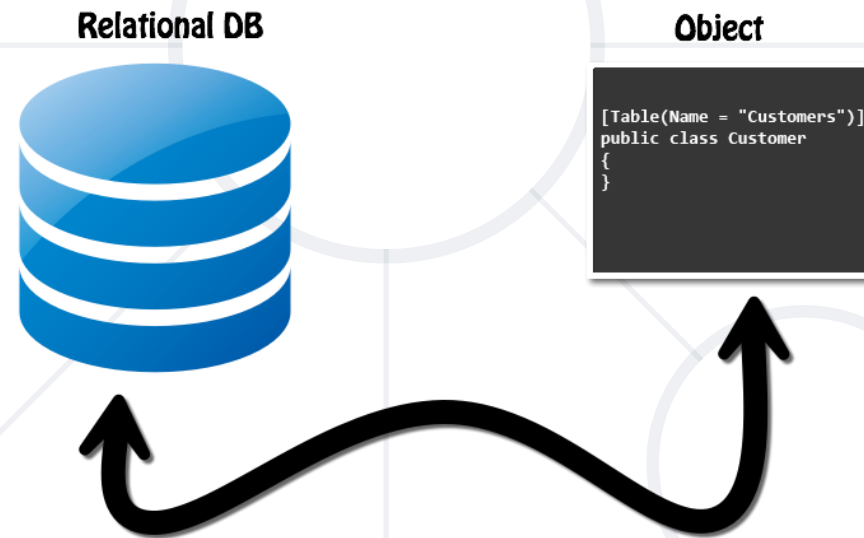 Relational DB
Object
[Table(Name = "Customers")]
public class Customer
{
}